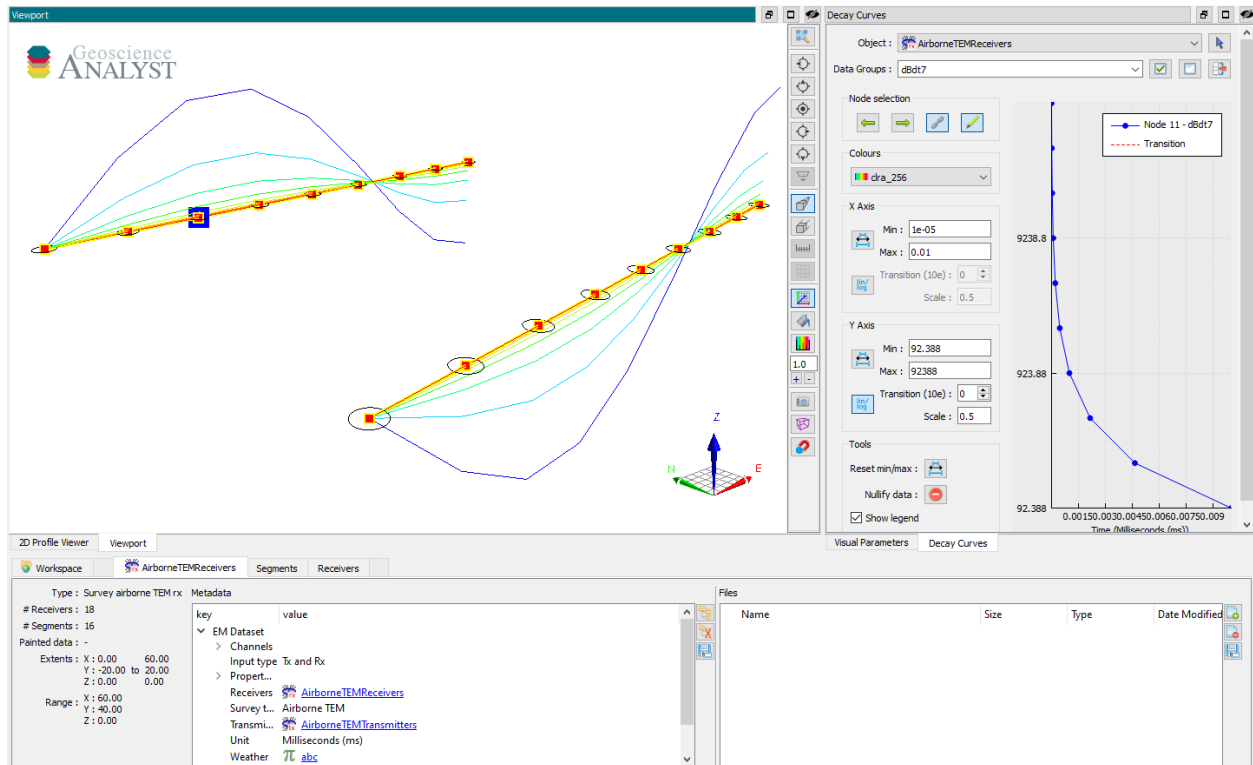 Viewport
Geoscience
ANALYST
1.0
+ -
Z
N
E
2D Profile Viewer
Viewport
Decay Curves
Object : AirborneTEMReceivers
Data Groups : dBdt7
Node selection
Colours
clra_256
X Axis
Min : 1e-05
Max : 0.01
lin/
log
Transition (10e) : 0
Scale : 0.5
Y Axis
Min : 92.388
Max : 92388
lin/
log
Transition (10e) : 0
Scale : 0.5
Tools
Reset min/max :
Nullify data :
Show legend
Node 11 - dBdt7
Transition
9238.8
923.88
92.388
0.00150.0030.00450.0060.00750.009
Time (Milliseconds (ms))
Visual Parameters
Decay Curves
Workspace
AirborneTEMReceivers
Segments
Receivers
Type : Survey airborne TEM rx
# Receivers : 18
# Segments : 16
Painted data : -
Extents : X : 0.00 60.00
Y : -20.00 to 20.00
Z : 0.00 0.00
Range : X : 60.00
Y : 40.00
Z : 0.00
Metadata
key value
EM Dataset
Channels
Input type Tx and Rx
Propert...
Receivers AirborneTEMReceivers
Survey t... Airborne TEM
Transmi... AirborneTEMTransmitters
Unit Milliseconds (ms)
Weather abc
Files
Name Size Type Date Modified